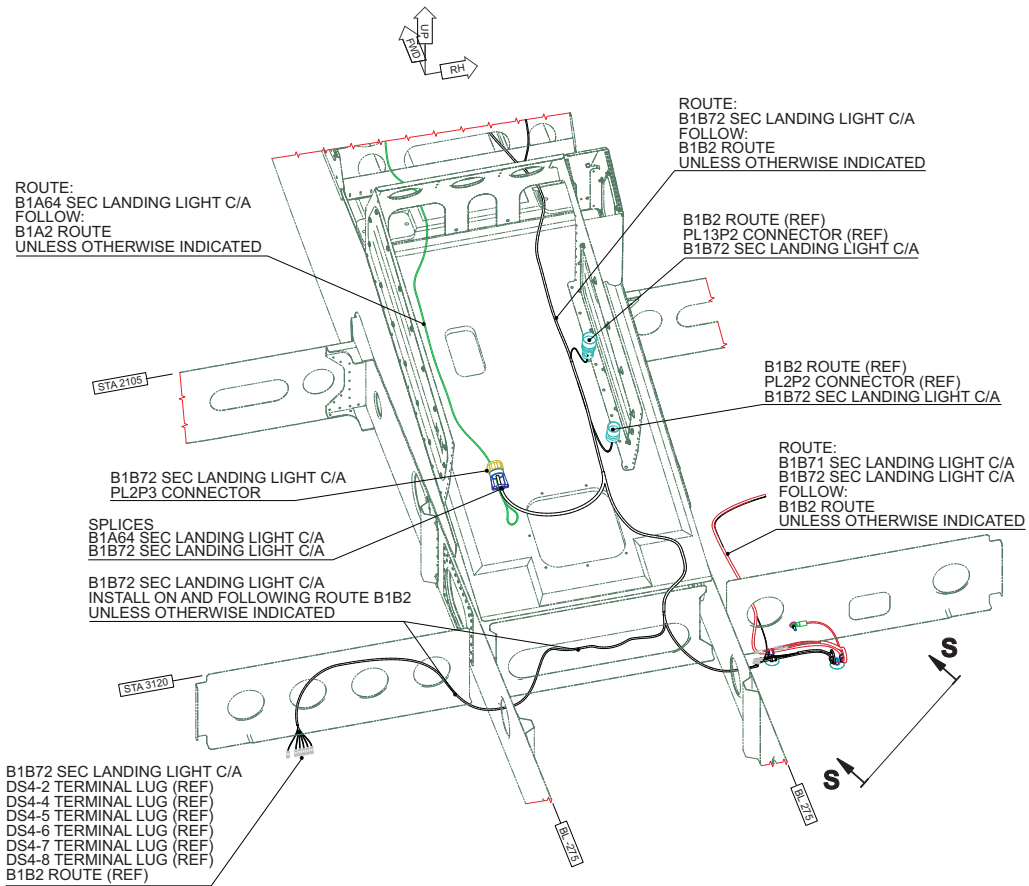 UP
FWD
RH
ROUTE:
B1B72 SEC LANDING LIGHT C/A
FOLLOW:
B1B2 ROUTE
UNLESS OTHERWISE INDICATED
ROUTE:
B1A64 SEC LANDING LIGHT C/A
FOLLOW:
B1A2 ROUTE
UNLESS OTHERWISE INDICATED
B1B2 ROUTE (REF)
PL13P2 CONNECTOR (REF)
B1B72 SEC LANDING LIGHT C/A
STA 2105
B1B2 ROUTE (REF)
PL2P2 CONNECTOR (REF)
B1B72 SEC LANDING LIGHT C/A
ROUTE:
B1B71 SEC LANDING LIGHT C/A
B1B72 SEC LANDING LIGHT C/A
FOLLOW:
B1B2 ROUTE
UNLESS OTHERWISE INDICATED
B1B72 SEC LANDING LIGHT C/A
PL2P3 CONNECTOR
SPLICES
B1A64 SEC LANDING LIGHT C/A
B1B72 SEC LANDING LIGHT C/A
B1B72 SEC LANDING LIGHT C/A
INSTALL ON AND FOLLOWING ROUTE B1B2
UNLESS OTHERWISE INDICATED
STA 3120
S
S
B1B72 SEC LANDING LIGHT C/A
DS4-2 TERMINAL LUG (REF)
DS4-4 TERMINAL LUG (REF)
DS4-5 TERMINAL LUG (REF)
DS4-6 TERMINAL LUG (REF)
DS4-7 TERMINAL LUG (REF)
DS4-8 TERMINAL LUG (REF)
B1B2 ROUTE (REF)
BL -275
BL 275